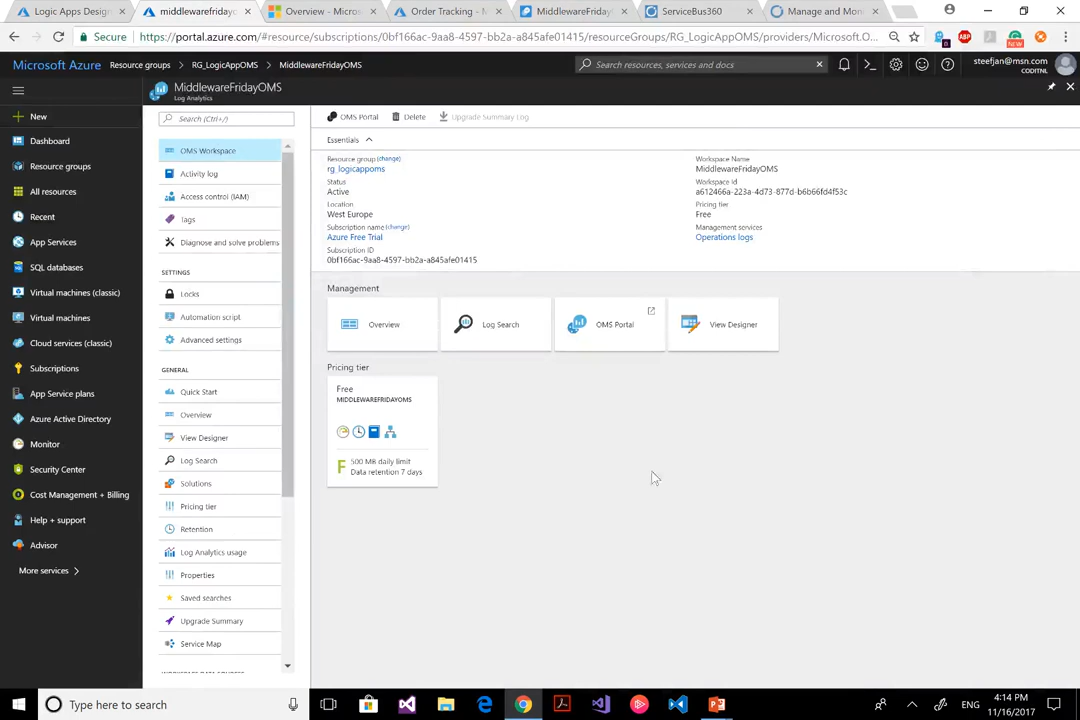 Logic Apps Design
middlewarefridayo
Overview - Micros
Order Tracking - M
MiddlewareFriday
ServiceBus360
Manage and Mon
Secure
https://portal.azure.com/#resource/subscriptions/0bf166ac-9aa8-4597-bb2a-a845afe01415/resourceGroups/RG_LogicAppOMS/providers/Microsoft.O...
Microsoft Azure
Resource groups
RG_LogicAppOMS
MiddlewareFridayOMS
Search resources, services and docs
steefjan@msn.com
CODITNL
MiddlewareFridayOMS
Log Analytics
New
Dashboard
Resource groups
All resources
Recent
App Services
SQL databases
Virtual machines (classic)
Virtual machines
Cloud services (classic)
Subscriptions
App Service plans
Azure Active Directory
Monitor
Security Center
Cost Management + Billing
Help + support
Advisor
More services
Search (Ctrl+/)
OMS Workspace
Activity log
Access control (IAM)
Tags
Diagnose and solve problems
SETTINGS
Locks
Automation script
Advanced settings
GENERAL
Quick Start
Overview
View Designer
Log Search
Solutions
Pricing tier
Retention
Log Analytics usage
Properties
Saved searches
Upgrade Summary
Service Map
OMS Portal
Delete
Upgrade Summary Log
Essentials
Resource group (change)
rg_logicappoms
Status
Active
Location
West Europe
Subscription name (change)
Azure Free Trial
Subscription ID
0bf166ac-9aa8-4597-bb2a-a845afe01415
Workspace Name
MiddlewareFridayOMS
Workspace Id
a612466a-223a-4d73-877d-b6b66fd4f53c
Pricing tier
Free
Management services
Operations logs
Management
Overview
Log Search
OMS Portal
View Designer
Pricing tier
Free
MIDDLEWAREFRIDAYOMS
F
500 MB daily limit
Data retention 7 days
Type here to search
ENG
4:14 PM
11/16/2017